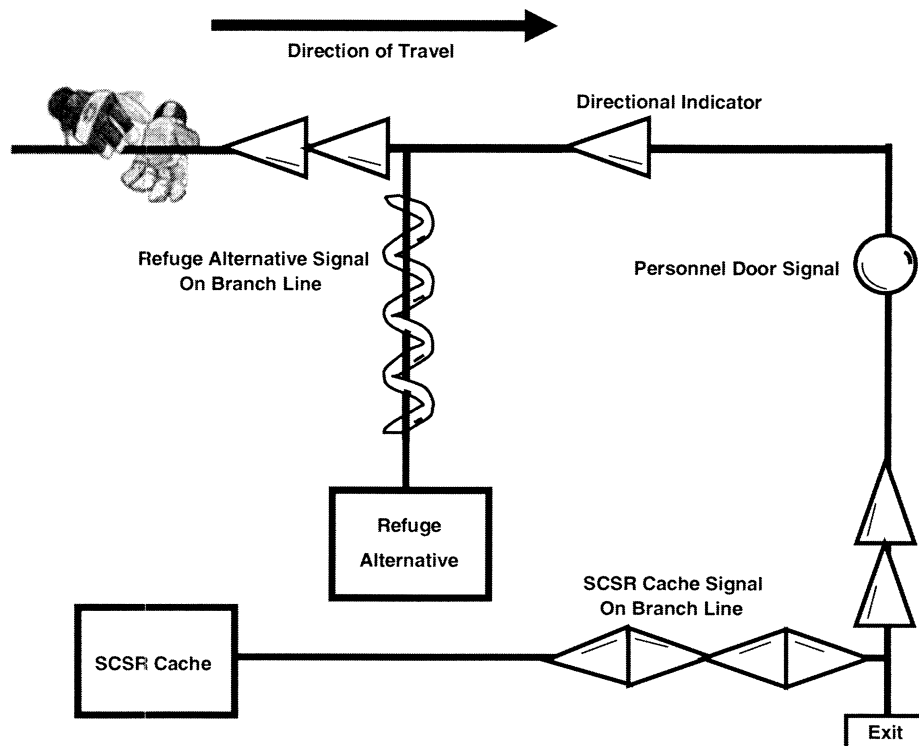 Direction of Travel
Directional Indicator
Refuge Alternative Signal
On Branch Line
Personnel Door Signal
Refuge
Alternative
SCSR Cache Signal
On Branch Line
SCSR Cache
Exit